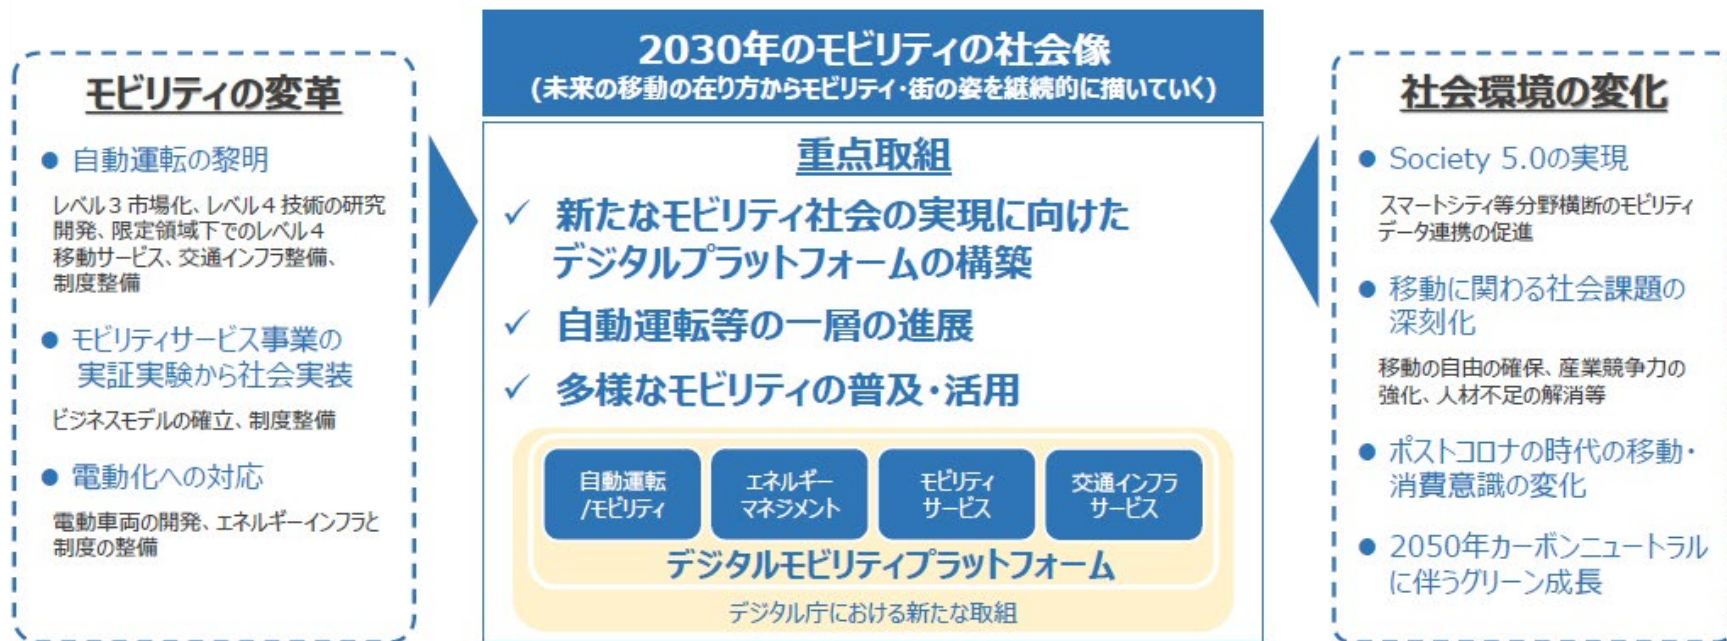 2030年のモビリティの社会像
(未来の移動の在り方からモビリティ・街の姿を継続的に描いていく)
モビリティの変革
● 自動運転の黎明
レベル3 市場化、レベル4 技術の研究
開発、限定領域下でのレベル4
移動サービス、交通インフラ整備、
制度整備
● モビリティサービス事業の
実証実験から社会実装
ビジネスモデルの確立、制度整備
● 電動化への対応
電動車両の開発、エネルギーインフラと
制度の整備
重点取組
✓ 新たなモビリティ社会の実現に向けた
デジタルプラットフォームの構築
✓ 自動運転等の一層の進展
✓ 多様なモビリティの普及・活用
自動運転
/モビリティ
エネルギー
マネジメント
モビリティ
サービス
交通インフラ
サービス
デジタルモビリティプラットフォーム
デジタル庁における新たな取組
社会環境の変化
● Society 5.0の実現
スマートシティ等分野横断のモビリティ
データ連携の促進
● 移動に関わる社会課題の
深刻化
移動の自由の確保、産業競争力の
強化、人材不足の解消等
● ポストコロナの時代の移動・
消費意識の変化
● 2050年カーボンニュートラル
に伴うグリーン成長